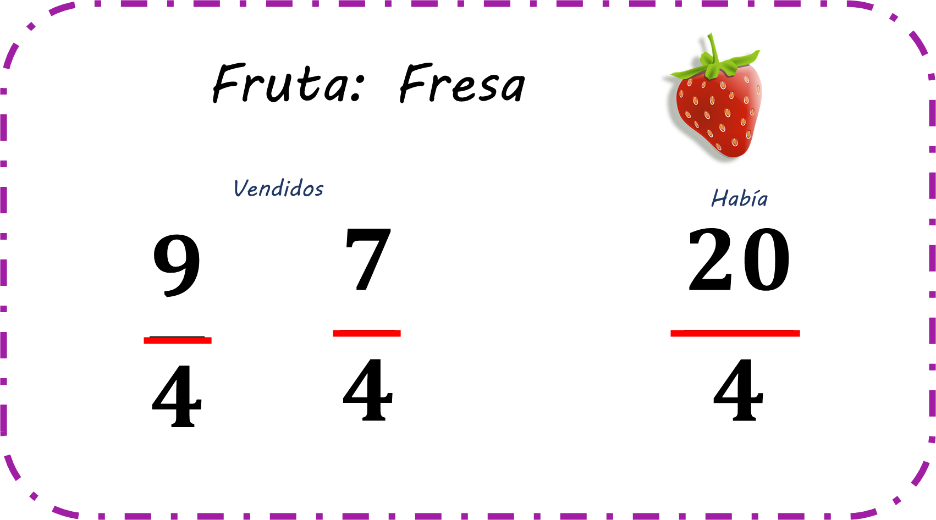 Fruta: Fresa
Vendidos
Había
9/4 7/4 20/4